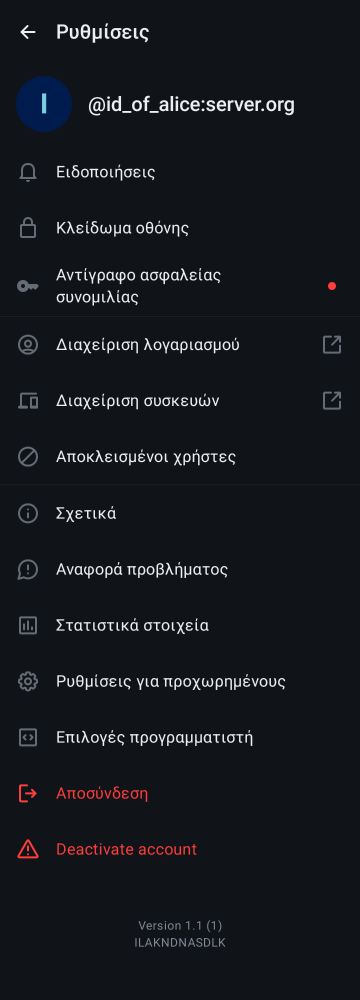 Ρυθμίσεις
I
@id_of_alice:server.org
Ειδοποιήσεις
Κλείδωμα οθόνης
Αντίγραφο ασφαλείας
συνομιλίας
Διαχείριση λογαριασμού
Διαχείριση συσκευών
Αποκλεισμένοι χρήστες
Σχετικά
Αναφορά προβλήματος
Στατιστικά στοιχεία
Ρυθμίσεις για προχωρημένους
Επιλογές προγραμματιστή
Αποσύνδεση
Deactivate account
Version 1.1 (1)
ILAKNDNASDLK